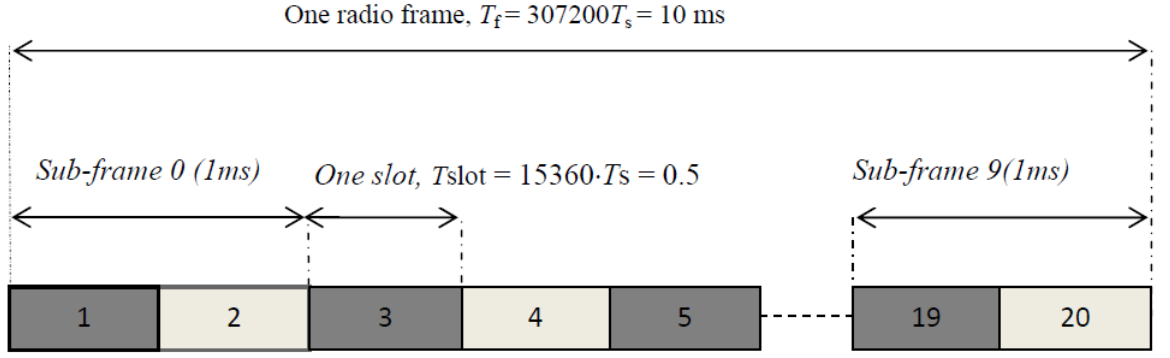 One radio frame, Tf = 307200Ts = 10 ms
Sub-frame 0 (1ms)
One slot, Tslot = 15360·Ts = 0.5
Sub-frame 9(1ms)
1 2 3 4 5 19 20